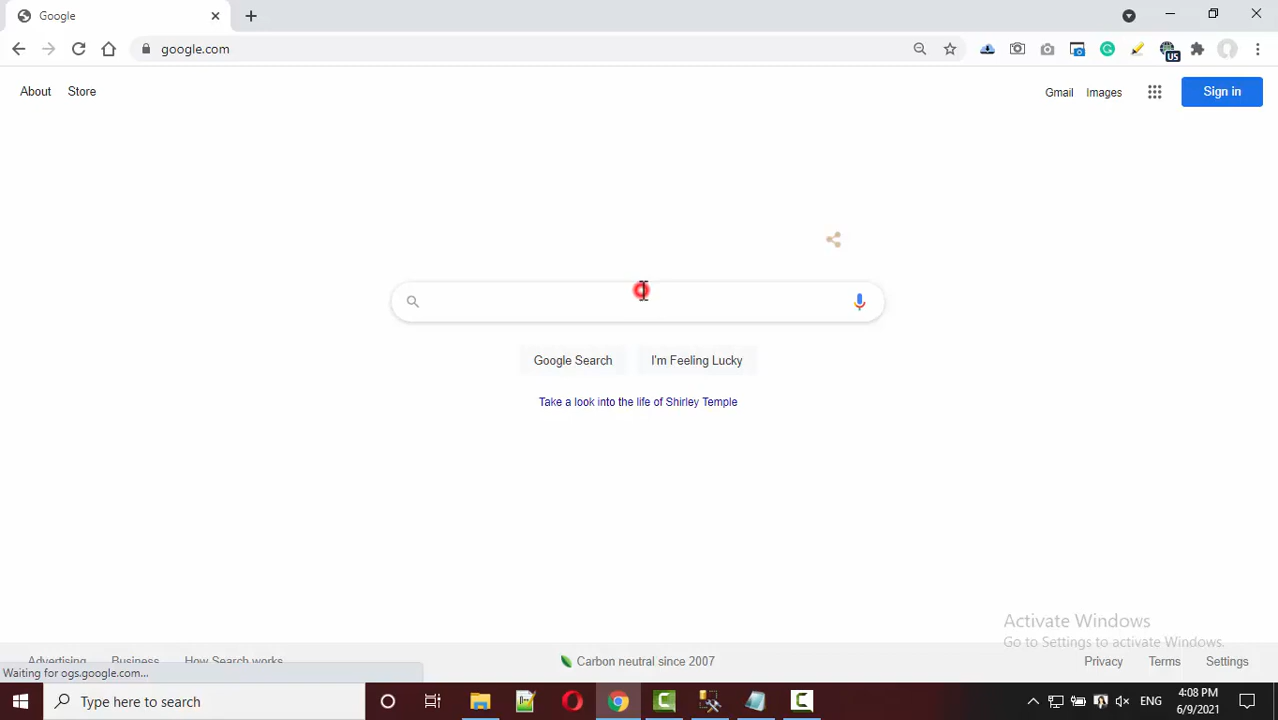 Google
google.com
US
About Store Gmail Images Sign in
Google Search I'm Feeling Lucky
Take a look into the life of Shirley Temple
Activate Windows
Go to Settings to activate Windows.
Advertising Business How Search works Carbon neutral since 2007 Privacy Terms Settings
Waiting for ogs.google.com...
Type here to search ENG 4:08 PM
6/9/2021